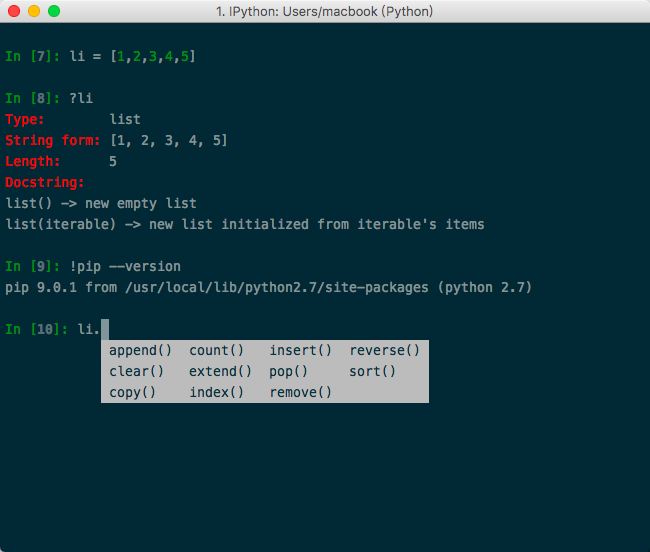 1. IPython: Users/macbook (Python)
In [7]: li = [1,2,3,4,5]
In [8]: ?li
Type: list
String form: [1, 2, 3, 4, 5]
Length: 5
Docstring:
list() -> new empty list
list(iterable) -> new list initialized from iterable's items
In [9]: !pip --version
pip 9.0.1 from /usr/local/lib/python2.7/site-packages (python 2.7)
In [10]: li.
append() count() insert() reverse()
clear() extend() pop() sort()
copy() index() remove()